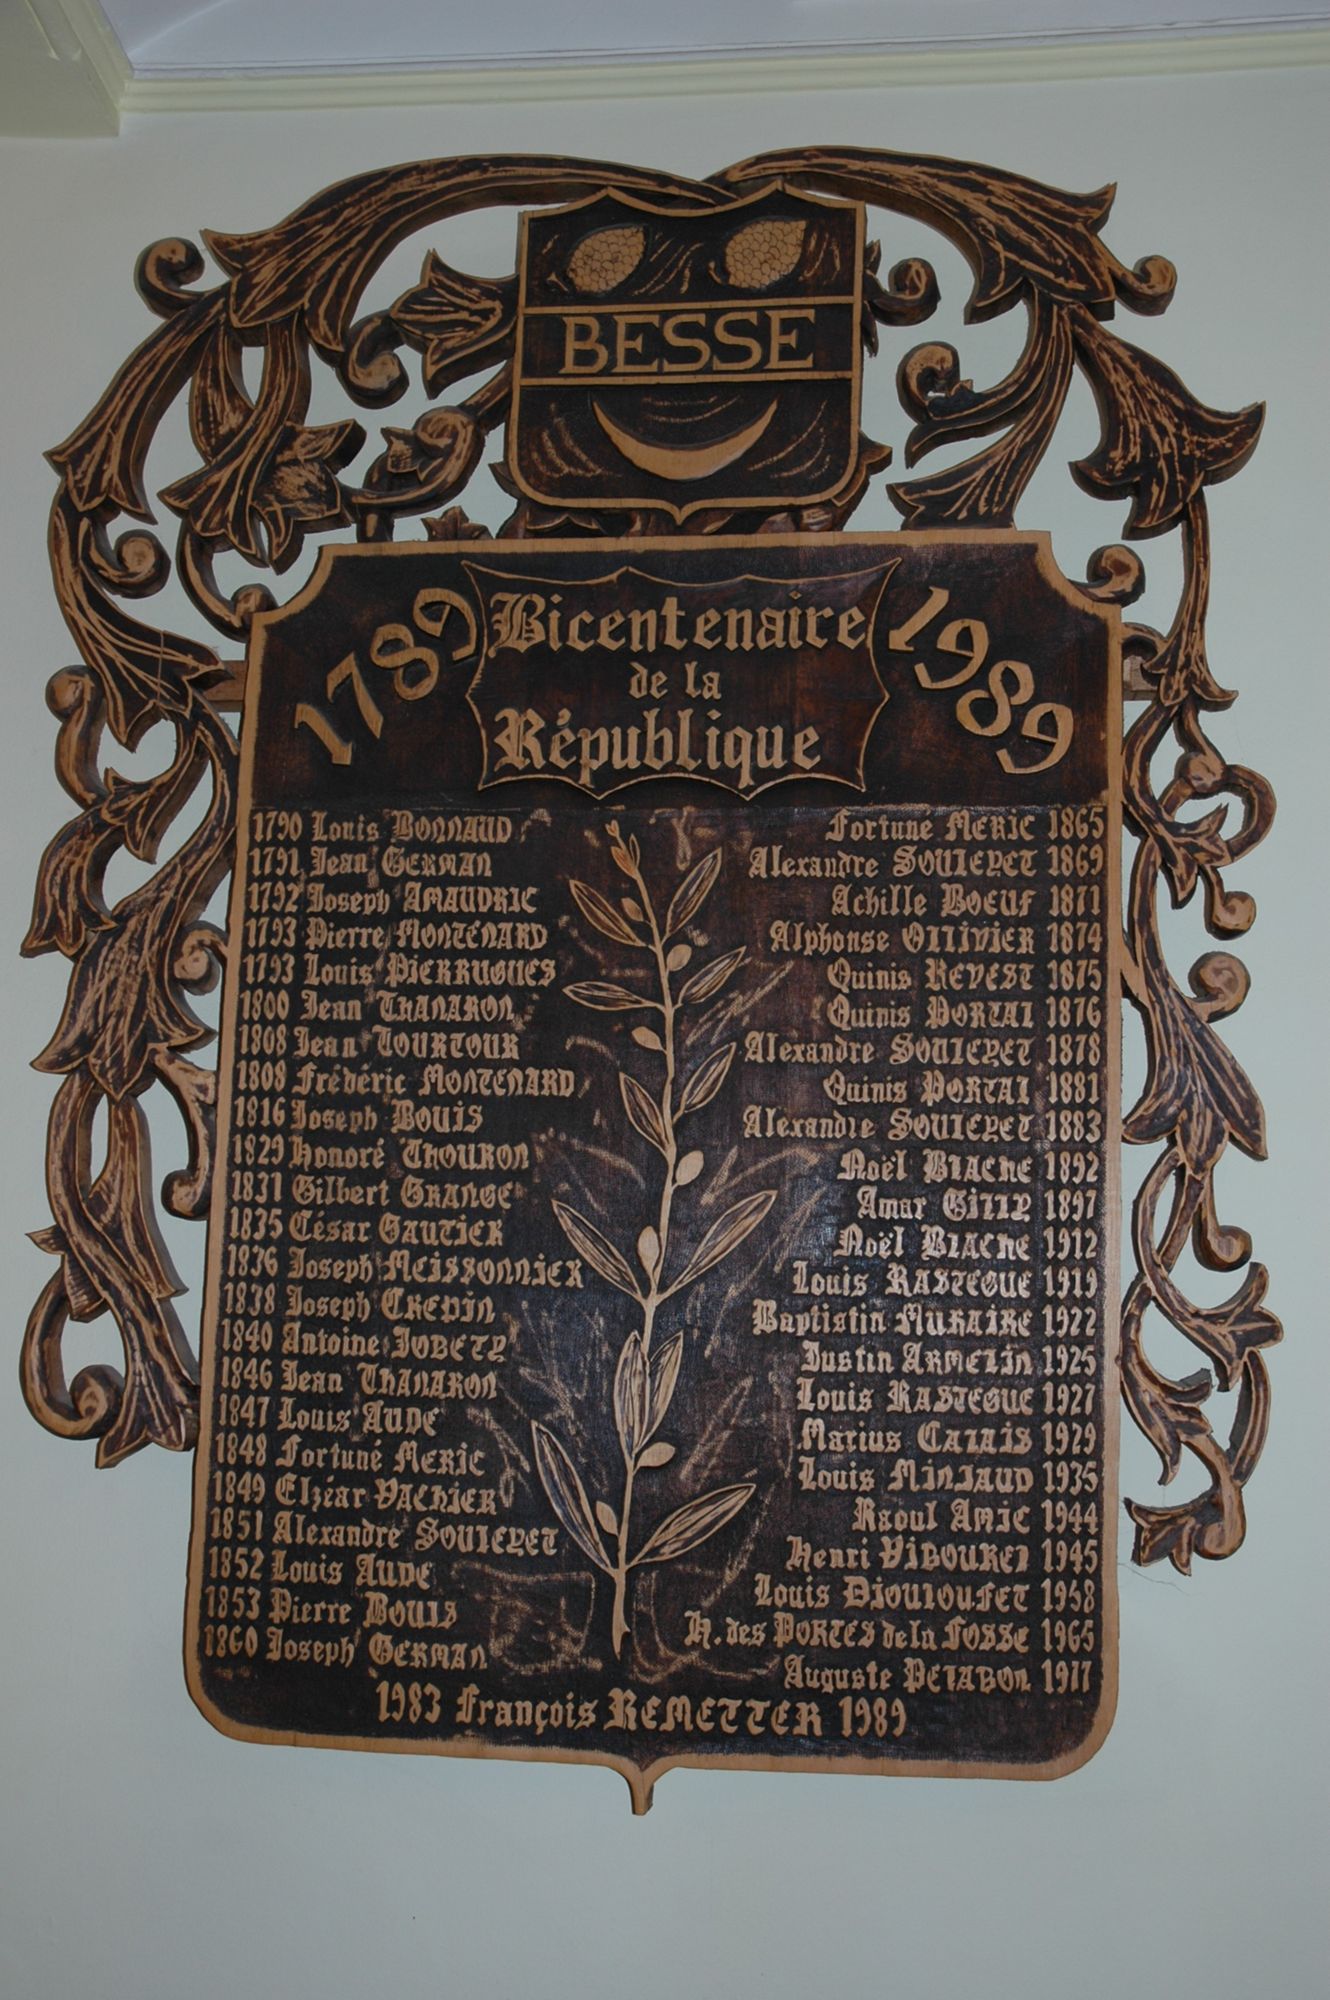 BESSE
1789 Bicentenaire 1989
de la
République
1790 Louis BONNAUD
1791 Jean GERMAN
1792 Joseph AMAUDRIC
1793 Pierre MONTENARD
1793 Louis PIERRUGUES
1800 Jean THANARON
1808 Jean TOURTOUR
1808 Frédéric MONTENARD
1816 Joseph BOUIS
1829 Honoré THOURON
1831 Gilbert GRANGE
1835 César GAUTIER
1836 Joseph MEISSONNIER
1838 Joseph CREPIN
1840 Antoine JOBETY
1846 Jean THANARON
1847 Louis AUDE
1848 Fortuné MERIC
1849 Elzéar VACHIER
1851 Alexandre SOULEYET
1852 Louis AUDE
1853 Pierre BOUIS
1860 Joseph GERMAN
Fortune MERIC 1865
Alexandre SOULEYET 1869
Achille BOEUF 1871
Alphonse OLLIVIER 1874
Quinis REVEST 1875
Quinis PORTAL 1876
Alexandre SOULEYET 1878
Quinis PORTAL 1881
Alexandre SOULEYET 1883
Noël BLACHE 1892
Amar GILLY 1897
Noël BLACHE 1912
Louis RASTEGUE 1919
Baptistin MURAIRE 1922
Justin ARMELIN 1925
Louis RASTEGUE 1927
Marius CALAIS 1929
Louis MINJAUD 1935
Raoul AMIC 1944
Henri VIBOUREL 1945
Louis DIOULOUFET 1958
H. des PORTES de la FOSSE 1965
Auguste PETABON 1977
1983 François REMETTER 1989